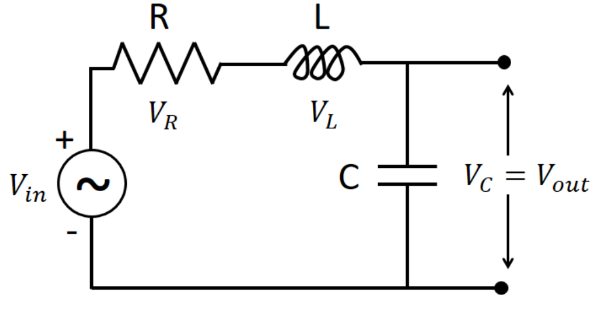 R
L
V_R
V_L
+
V_in
~
-
C
V_C = V_out